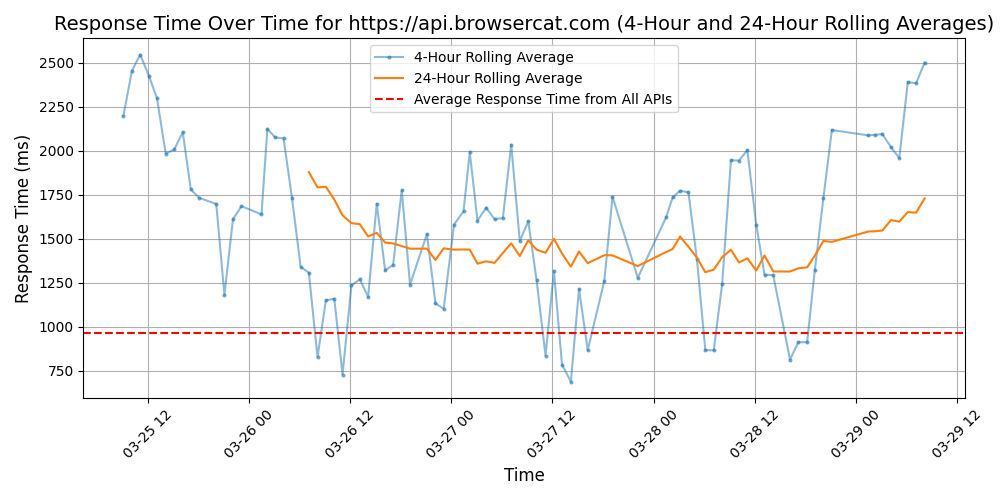 Response Time Over Time for https://api.browsercat.com (4-Hour and 24-Hour Rolling Averages)
4-Hour Rolling Average
24-Hour Rolling Average
Average Response Time from All APIs
Response Time (ms)
2500
2250
2000
1750
1500
1250
1000
750
03-25 12
03-26 00
03-26 12
03-27 00
03-27 12
03-28 00
03-28 12
03-29 00
03-29 12
Time